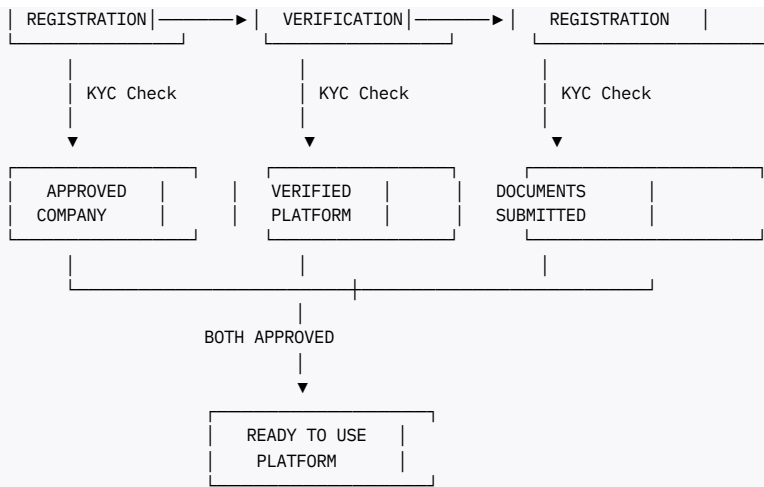 REGISTRATION VERIFICATION REGISTRATION
KYC Check KYC Check KYC Check
APPROVED VERIFIED DOCUMENTS
COMPANY PLATFORM SUBMITTED
BOTH APPROVED
READY TO USE
PLATFORM